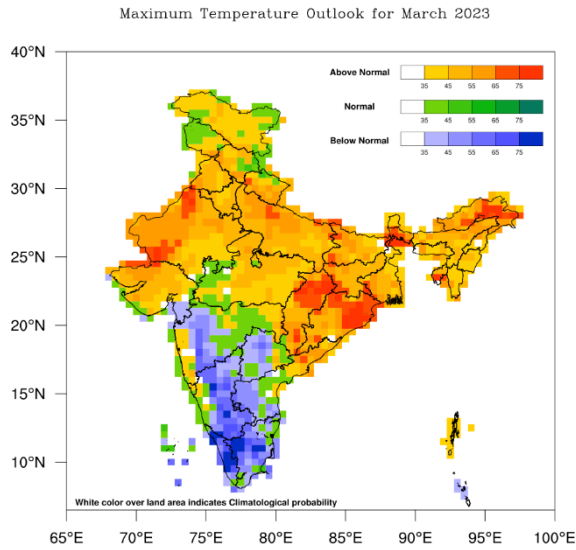 Maximum Temperature Outlook for March 2023
40°N
Above Normal
35 45 55 65 75
35°N
Normal
35 45 55 65 75
Below Normal
35 45 55 65 75
30°N
25°N
20°N
15°N
10°N
White color over land area indicates Climatological probability
65°E 70°E 75°E 80°E 85°E 90°E 95°E 100°E